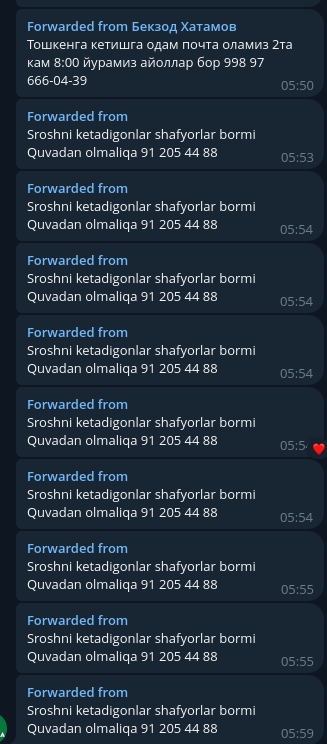 Forwarded from Бекзод Хатамов
Тошкенга кетишга одам почта оламиз 2та
кам 8:00 йурамиз айоллар бор 998 97
666-04-39
05:50
Forwarded from
Sroshni ketadigonlar shafyorlar bormi
Quvadan olmaliqa 91 205 44 88
05:53
Forwarded from
Sroshni ketadigonlar shafyorlar bormi
Quvadan olmaliqa 91 205 44 88
05:54
Forwarded from
Sroshni ketadigonlar shafyorlar bormi
Quvadan olmaliqa 91 205 44 88
05:54
Forwarded from
Sroshni ketadigonlar shafyorlar bormi
Quvadan olmaliqa 91 205 44 88
05:54
Forwarded from
Sroshni ketadigonlar shafyorlar bormi
Quvadan olmaliqa 91 205 44 88
Forwarded from
Sroshni ketadigonlar shafyorlar bormi
Quvadan olmaliqa 91 205 44 88
05:54
Forwarded from
Sroshni ketadigonlar shafyorlar bormi
Quvadan olmaliqa 91 205 44 88
05:55
Forwarded from
Sroshni ketadigonlar shafyorlar bormi
Quvadan olmaliqa 91 205 44 88
05:55
Forwarded from
Sroshni ketadigonlar shafyorlar bormi
Quvadan olmaliqa 91 205 44 88
05:59